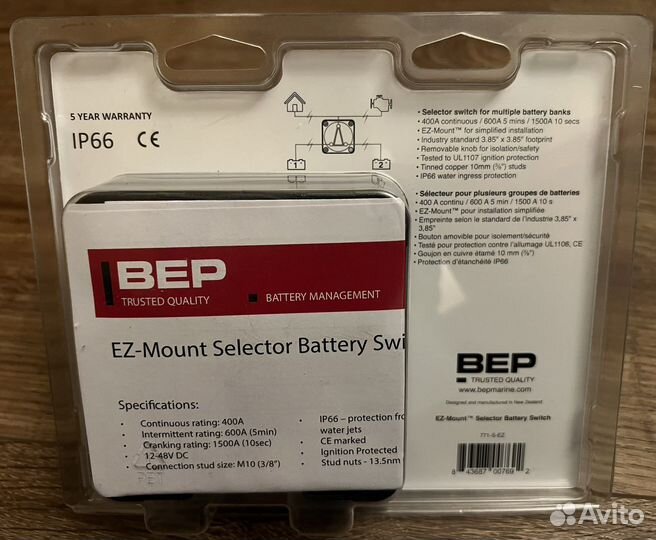 5 YEAR WARRANTY
IP66 CE
1 2
• Selector switch for multiple battery banks
• 400A continuous / 600A 5 mins / 1500A 10 secs
• EZ-Mount™ for simplified installation
• Industry standard 3.85" x 3.85" footprint
• Removable knob for isolation/safety
• Tested to UL1107 ignition protection
• Tinned copper 10mm (⅜") studs
• IP66 water ingress protection
• Sélecteur pour plusieurs groupes de batteries
• 400 A continu / 600 A 5 min / 1500 A 10 s
• EZ-Mount™ pour installation simplifiée
• Empreinte selon le standard de l'industrie 3,85" x
3,85"
• Bouton amovible pour isolement/sécurité
• Testé pour protection contre l'allumage UL1108, CE
• Goujon en cuivre étamé 10 mm (⅜")
• Protection d'étanchéité IP66
BEP
TRUSTED QUALITY
BATTERY MANAGEMENT
EZ-Mount Selector Battery Swi
Specifications:
• Continuous rating: 400A
• Intermittent rating: 600A (5min)
• Cranking rating: 1500A (10sec)
• 12-48V DC
• Connection stud size: M10 (3/8")
• IP66 – protection fro
water jets
• CE marked
• Ignition Protected
• Stud nuts - 13.5nm
PET
BEP
TRUSTED QUALITY
www.bepmarine.com
Designed and manufactured in New Zealand
EZ-Mount™ Selector Battery Switch
771-S-EZ
8 43687 00769 2
Avito